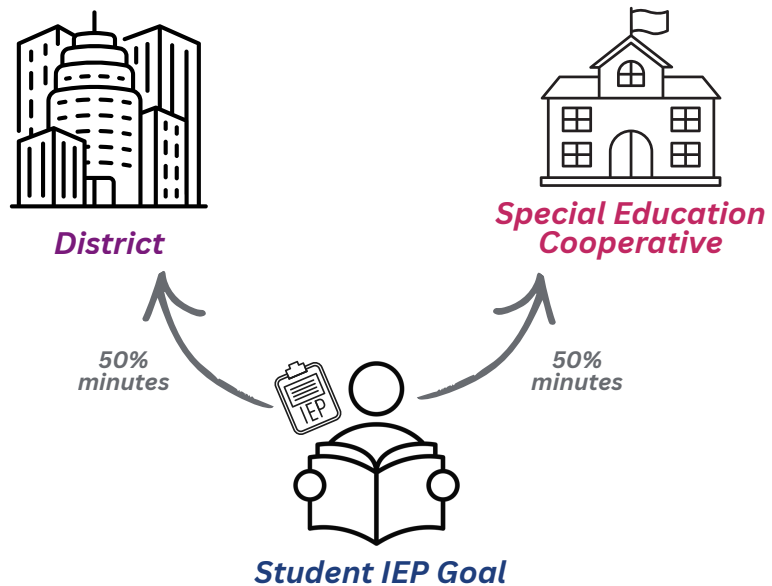 District
Special Education
Cooperative
50%
minutes
50%
minutes
IEP
Student IEP Goal